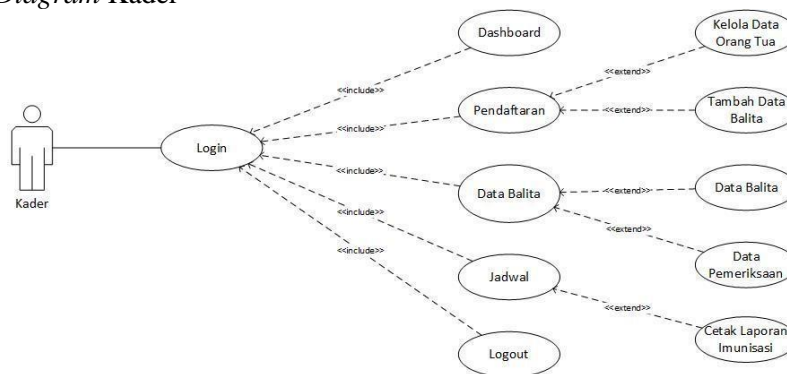 Diagram Kader
Dashboard
Kelola Data
Orang Tua
<<include>>
<<extend>>
Pendaftaran
<<extend>>
Tambah Data
Balita
<<include>>
Login
Kader
<<include>>
Data Balita
<<extend>>
Data Balita
<<include>>
<<extend>>
<<include>>
Data
Pemeriksaan
Jadwal
<<extend>>
Cetak Laporan
Imunisasi
Logout